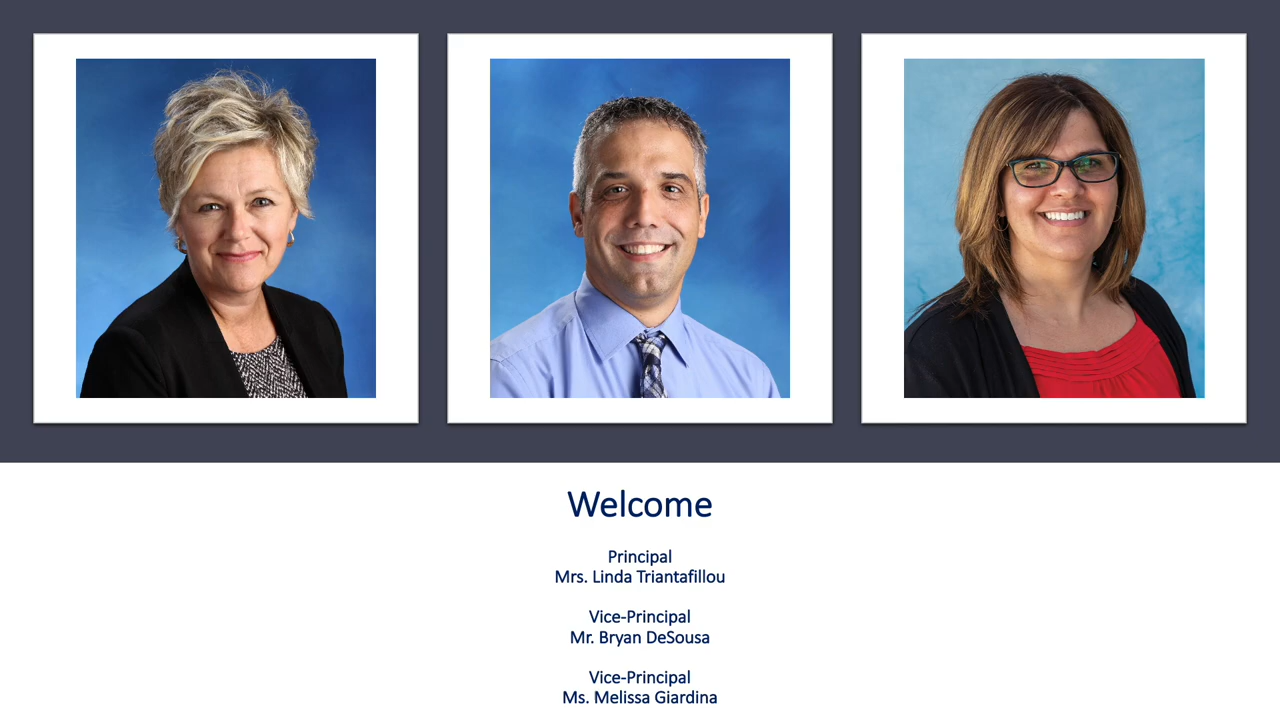 Welcome
Principal
Mrs. Linda Triantafillou
Vice-Principal
Mr. Bryan DeSousa
Vice-Principal
Ms. Melissa Giardina